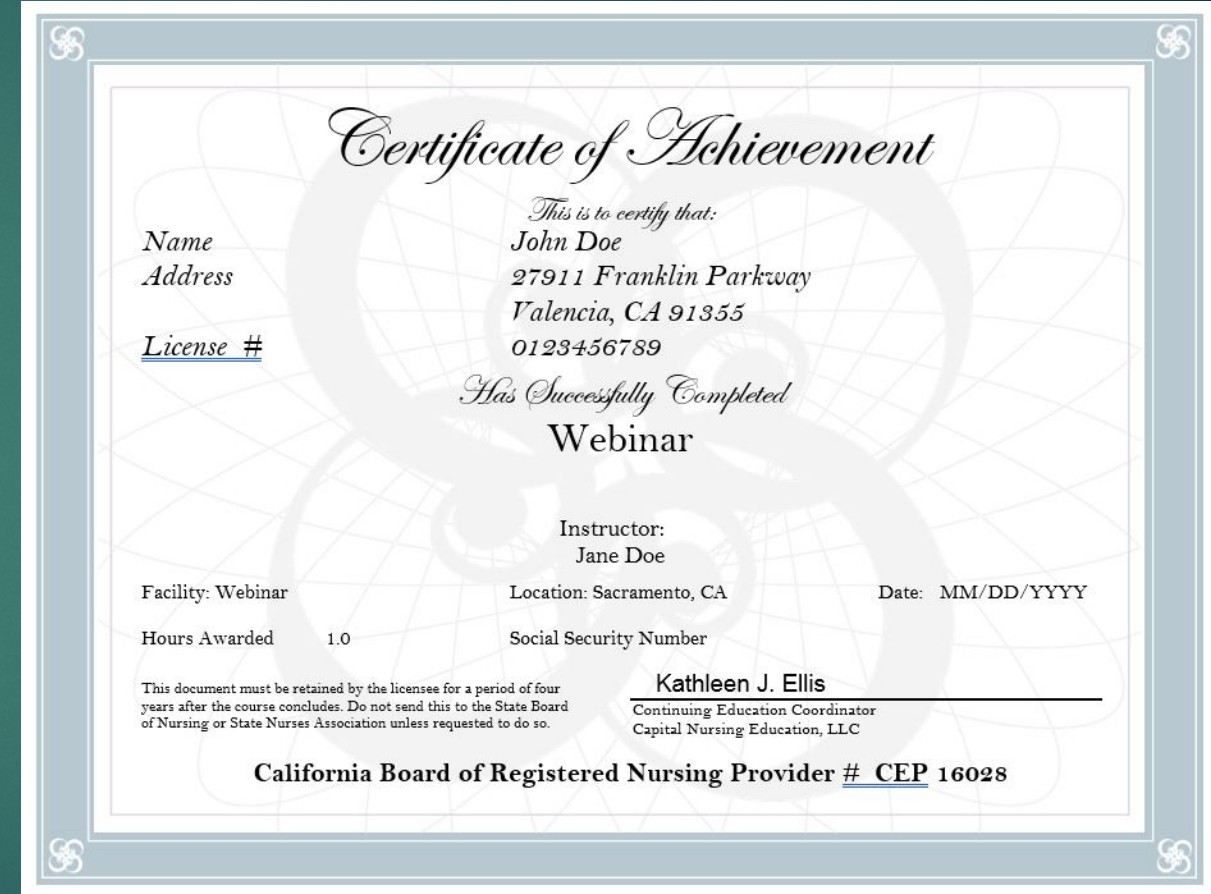 Certificate of Achievement
This is to certify that:
Name John Doe
Address 27911 Franklin Parkway
Valencia, CA 91355
License # 0123456789
Has Successfully Completed
Webinar
Instructor:
Jane Doe
Facility: Webinar Location: Sacramento, CA Date: MM/DD/YYYY
Hours Awarded 1.0 Social Security Number
This document must be retained by the licensee for a period of four
years after the course concludes. Do not send this to the State Board
of Nursing or State Nurses Association unless requested to do so.
Kathleen J. Ellis
Continuing Education Coordinator
Capital Nursing Education, LLC
California Board of Registered Nursing Provider # CEP 16028